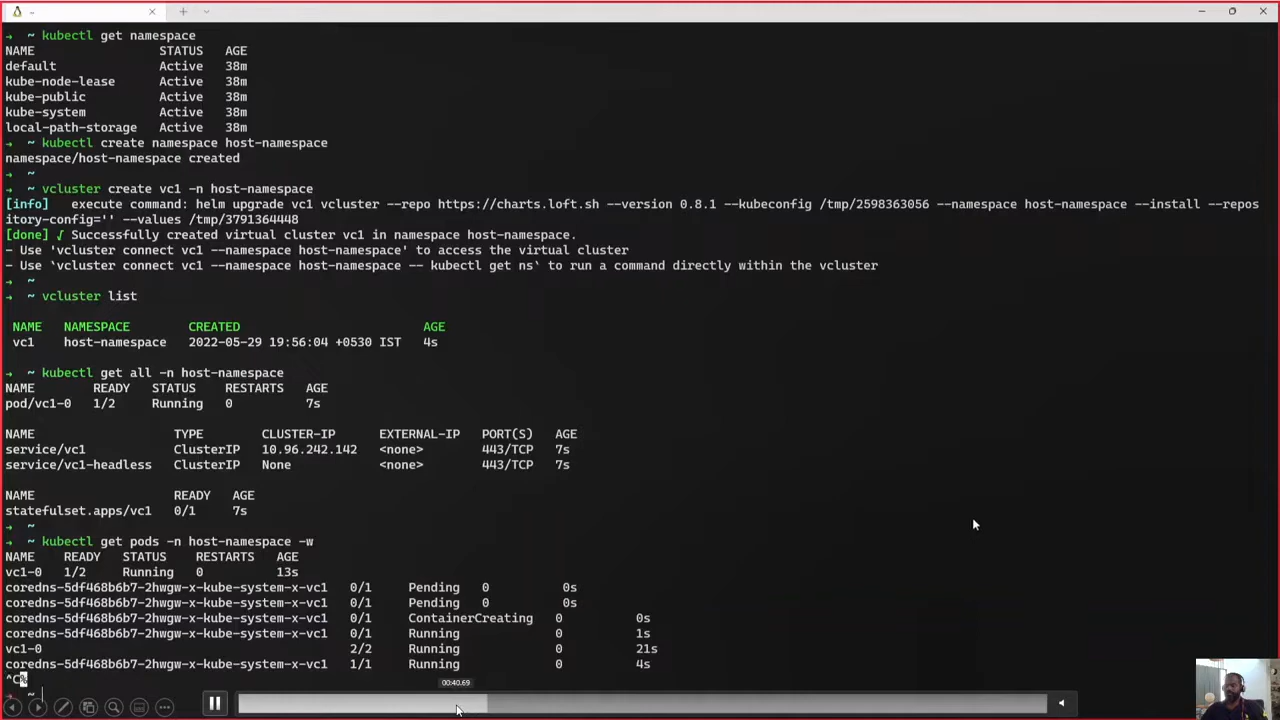 → ~ kubectl get namespace
NAME STATUS AGE
default Active 38m
kube-node-lease Active 38m
kube-public Active 38m
kube-system Active 38m
local-path-storage Active 38m
→ ~ kubectl create namespace host-namespace
namespace/host-namespace created
→ ~
→ ~ vcluster create vc1 -n host-namespace
[info] execute command: helm upgrade vc1 vcluster --repo https://charts.loft.sh --version 0.8.1 --kubeconfig /tmp/2598363056 --namespace host-namespace --install --repos
itory-config='' --values /tmp/3791364448
[done] √ Successfully created virtual cluster vc1 in namespace host-namespace.
- Use 'vcluster connect vc1 --namespace host-namespace' to access the virtual cluster
- Use `vcluster connect vc1 --namespace host-namespace -- kubectl get ns` to run a command directly within the vcluster
→ ~
→ ~ vcluster list
NAME NAMESPACE CREATED AGE
vc1 host-namespace 2022-05-29 19:56:04 +0530 IST 4s
→ ~ kubectl get all -n host-namespace
NAME READY STATUS RESTARTS AGE
pod/vc1-0 1/2 Running 0 7s
NAME TYPE CLUSTER-IP EXTERNAL-IP PORT(S) AGE
service/vc1 ClusterIP 10.96.242.142 <none> 443/TCP 7s
service/vc1-headless ClusterIP None <none> 443/TCP 7s
NAME READY AGE
statefulset.apps/vc1 0/1 7s
→ ~
→ ~ kubectl get pods -n host-namespace -w
NAME READY STATUS RESTARTS AGE
vc1-0 1/2 Running 0 13s
coredns-5df468b6b7-2hwgw-x-kube-system-x-vc1 0/1 Pending 0 0s
coredns-5df468b6b7-2hwgw-x-kube-system-x-vc1 0/1 Pending 0 0s
coredns-5df468b6b7-2hwgw-x-kube-system-x-vc1 0/1 ContainerCreating 0 0s
coredns-5df468b6b7-2hwgw-x-kube-system-x-vc1 0/1 Running 0 1s
vc1-0 2/2 Running 0 21s
coredns-5df468b6b7-2hwgw-x-kube-system-x-vc1 1/1 Running 0 4s
^C%
→ ~
00:40.69